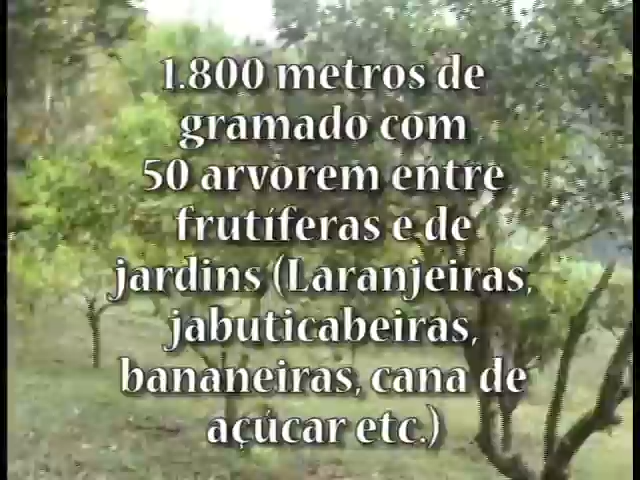 1.800 metros de
gramado com
50 arvorem entre
frutíferas e de
jardins (Laranjeiras,
jabuticabeiras,
bananeiras, cana de
açúcar etc.)